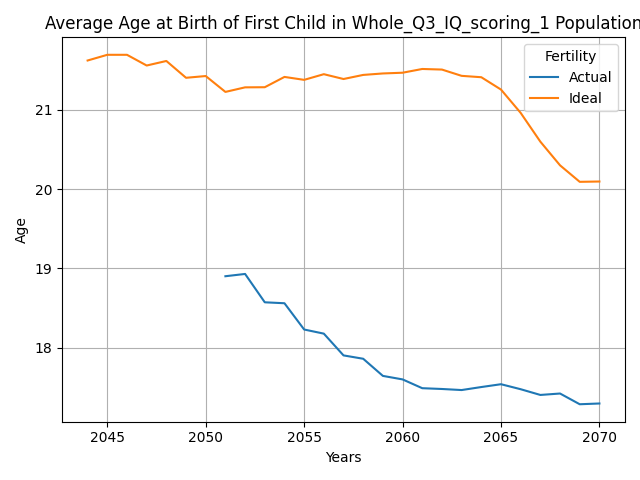 Average Age at Birth of First Child in Whole_Q3_IQ_scoring_1 Population
Fertility
Actual
Ideal
Age
21
20
19
18
2045
2050
2055
2060
2065
2070
Years